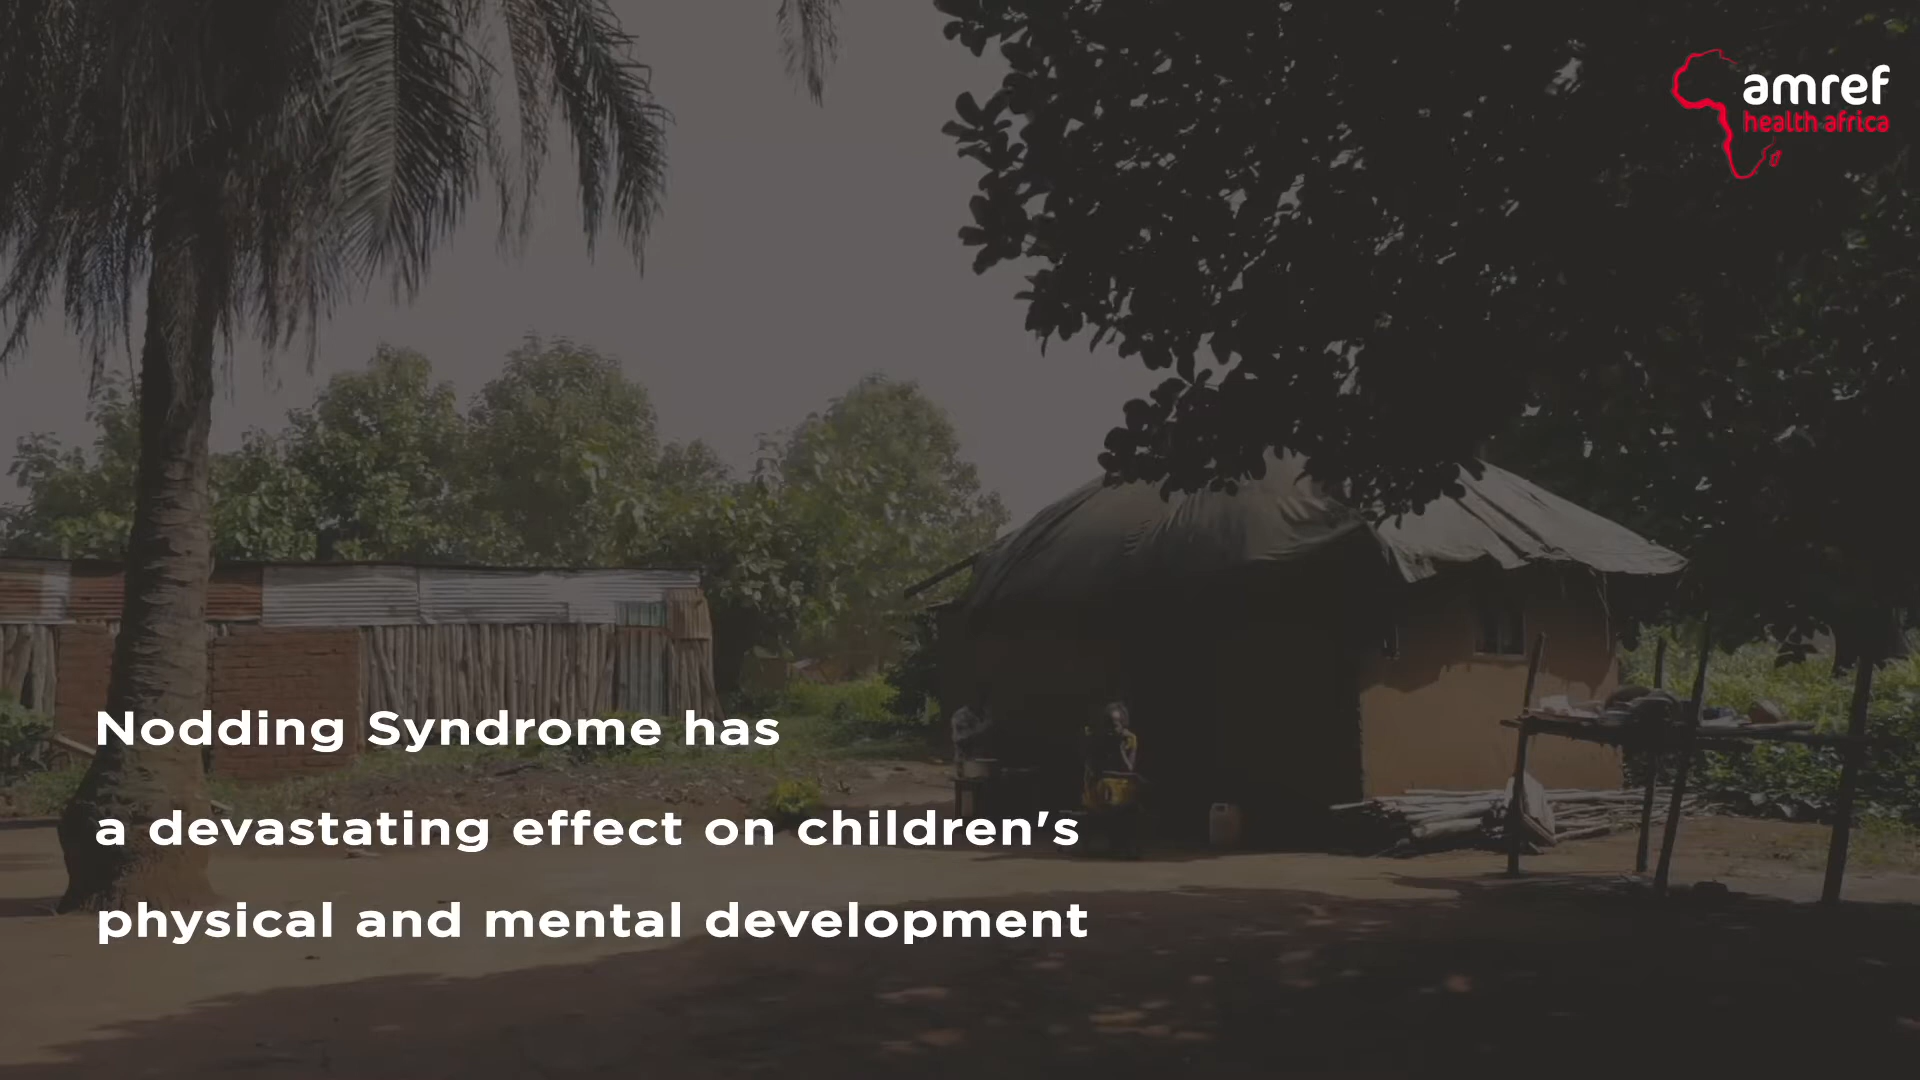 amref
health africa
Nodding Syndrome has
a devastating effect on children's
physical and mental development